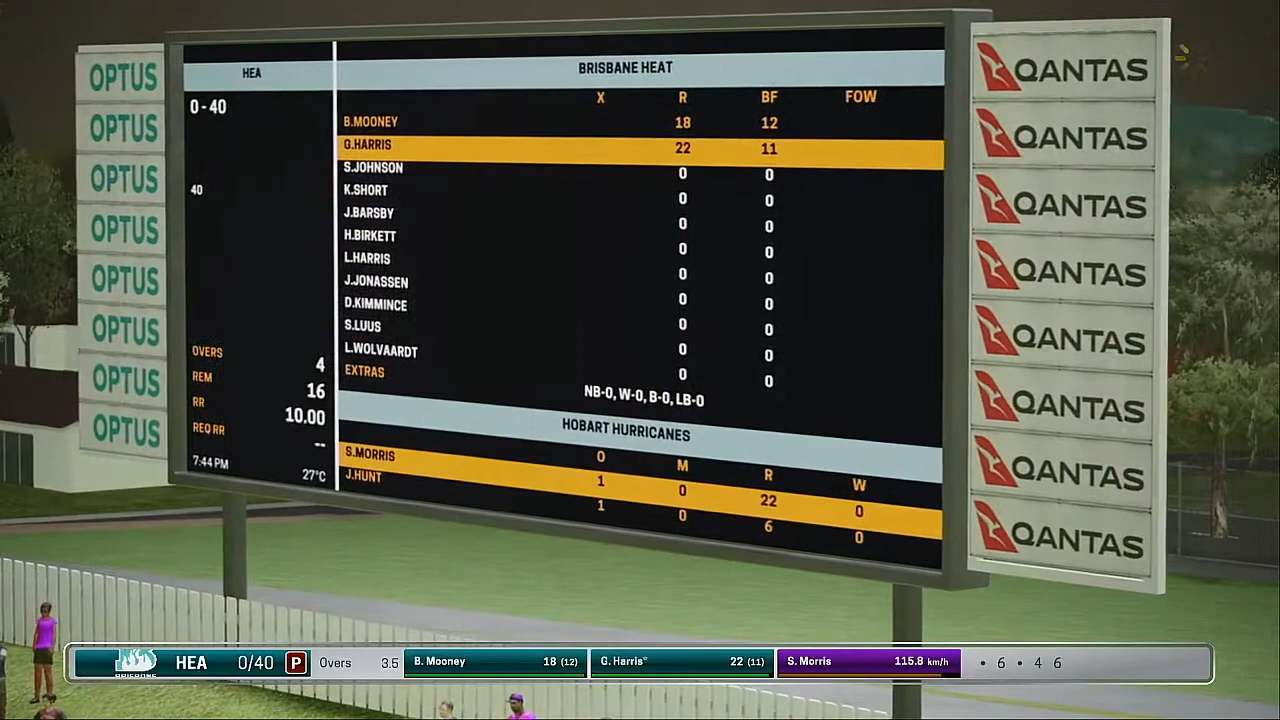 OPTUS
OPTUS
OPTUS
OPTUS
OPTUS
OPTUS
OPTUS
OPTUS
HEA
0 - 40
40
OVERS 4
REM 16
RR 10.00
REQ RR --
7:44 PM 27°C
BRISBANE HEAT
X R BF FOW
B.MOONEY 18 12
G.HARRIS 22 11
S.JOHNSON 0 0
K.SHORT 0 0
J.BARSBY 0 0
H.BIRKETT 0 0
L.HARRIS 0 0
J.JONASSEN 0 0
D.KIMMINCE 0 0
S.LUUS 0 0
L.WOLVAARDT 0 0
EXTRAS
NB-0, W-0, B-0, LB-0
HOBART HURRICANES
O M R W
S.MORRIS 1 0 22 0
J.HUNT 1 0 6 0
QANTAS
QANTAS
QANTAS
QANTAS
QANTAS
QANTAS
QANTAS
QANTAS
BRISBANE HEA 0/40 P Overs 3.5 B. Mooney 18 (12) G. Harris* 22 (11) S. Morris 115.8 km/h • 6 • 4 6